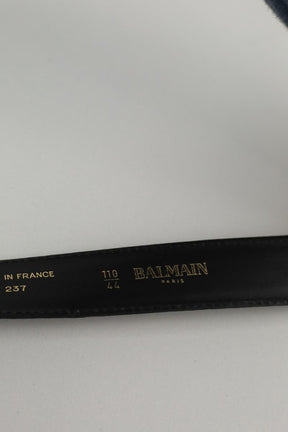 IN FRANCE
237
110
44
BALMAIN
PARIS